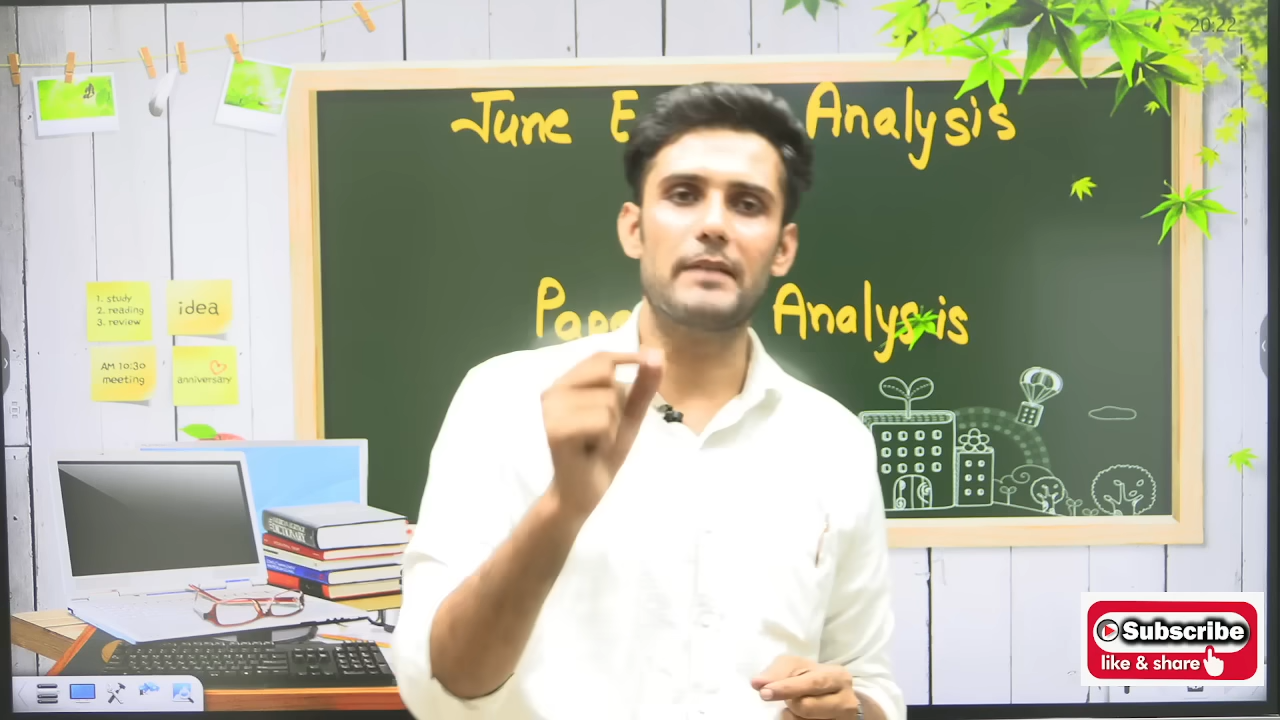 20:22
June E Analysis
Analysis
1. study
2. reading
3. review
idea
AM 10:30
meeting
anniversary
DICTIONARY
Subscribe
like & share